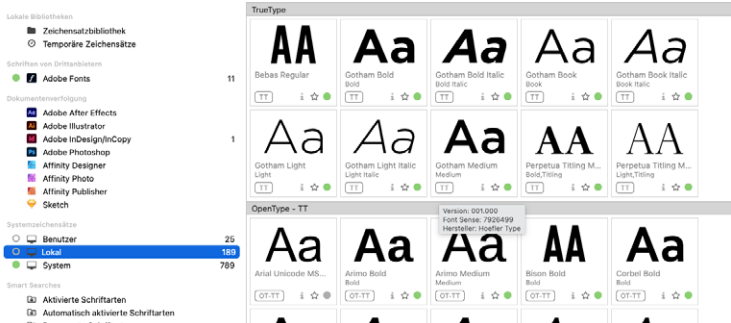 Lokale Bibliotheken
Zeichensatzbibliothek
Temporäre Zeichensätze
Schriften von Drittanbietern
Adobe Fonts 11
Dokumentenverfolgung
Adobe After Effects
Adobe Illustrator
Adobe InDesign/InCopy 1
Adobe Photoshop
Affinity Designer
Affinity Photo
Affinity Publisher
Sketch
Systemzeichensätze
Benutzer 25
Lokal 189
System 789
Smart Searches
Aktivierte Schriftarten
Automatisch aktivierte Schriftarten
TrueType
AA Aa Aa Aa Aa
Bebas Regular Gotham Bold Gotham Bold Italic Gotham Book Gotham Book Italic
Bold Bold Italic Book Book Italic
TT TT TT TT TT
Aa Aa Aa AA AA
Gotham Light Gotham Light Italic Gotham Medium Perpetua Titling M... Perpetua Titling M...
Light Light Italic Medium Bold,Titling Light,Titling
TT TT TT TT TT
OpenType - TT
Version: 001.000
Font Sense: 7926499
Hersteller: Hoefler Type
Aa Aa Aa AA Aa
Arial Unicode MS... Arimo Bold Arimo Medium Bison Bold Corbel Bold
Bold Medium Bold Bold
OT-TT OT-TT OT-TT OT-TT OT-TT